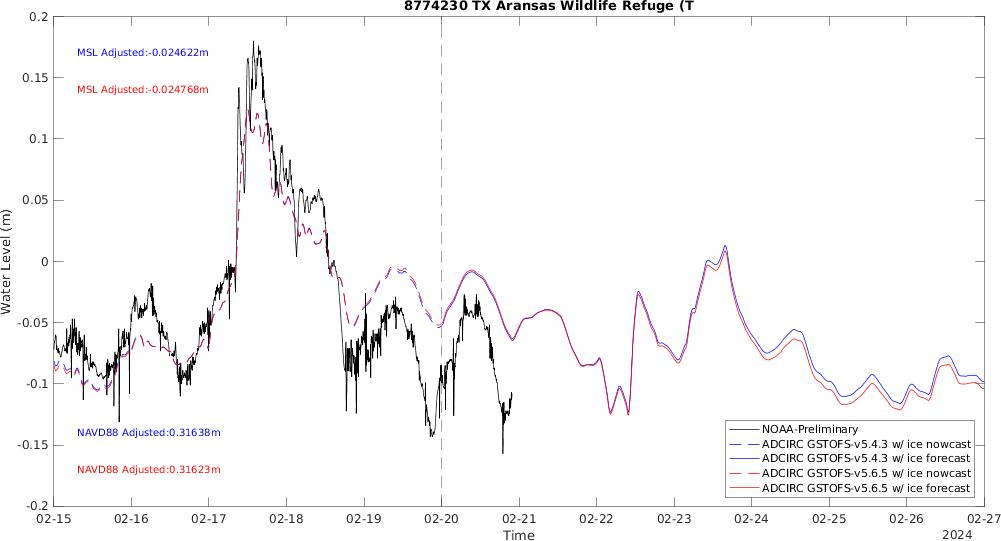 8774230 TX Aransas Wildlife Refuge (T
Water Level (m)
0.2
0.15
0.1
0.05
0
-0.05
-0.1
-0.15
-0.2
MSL Adjusted:-0.024622m
MSL Adjusted:-0.024768m
NAVD88 Adjusted:0.31638m
NAVD88 Adjusted:0.31623m
NOAA-Preliminary
ADCIRC GSTOFS-v5.4.3 w/ ice nowcast
ADCIRC GSTOFS-v5.4.3 w/ ice forecast
ADCIRC GSTOFS-v5.6.5 w/ ice nowcast
ADCIRC GSTOFS-v5.6.5 w/ ice forecast
02-15 02-16 02-17 02-18 02-19 02-20 02-21 02-22 02-23 02-24 02-25 02-26 02-27
Time
2024